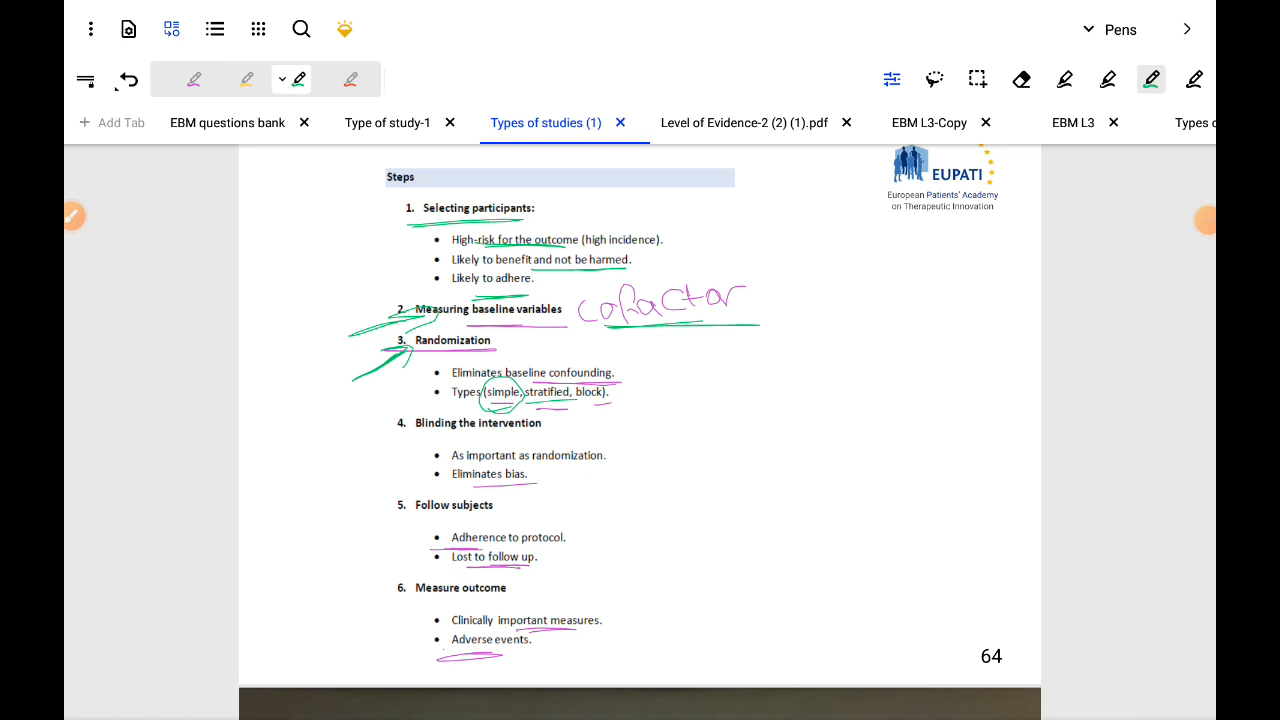 Pens
Add Tab
EBM questions bank
Type of study-1
Types of studies (1)
Level of Evidence-2 (2) (1).pdf
EBM L3-Copy
EBM L3
Types
EUPATI
European Patients' Academy
on Therapeutic Innovation
Steps
1. Selecting participants:
• High-risk for the outcome (high incidence).
• Likely to benefit and not be harmed.
• Likely to adhere.
2. Measuring baseline variables
cofactor
3. Randomization
• Eliminates baseline confounding.
• Types (simple, stratified, block).
4. Blinding the intervention
• As important as randomization.
• Eliminates bias.
5. Follow subjects
• Adherence to protocol.
• Lost to follow up.
6. Measure outcome
• Clinically important measures.
• Adverse events.
64